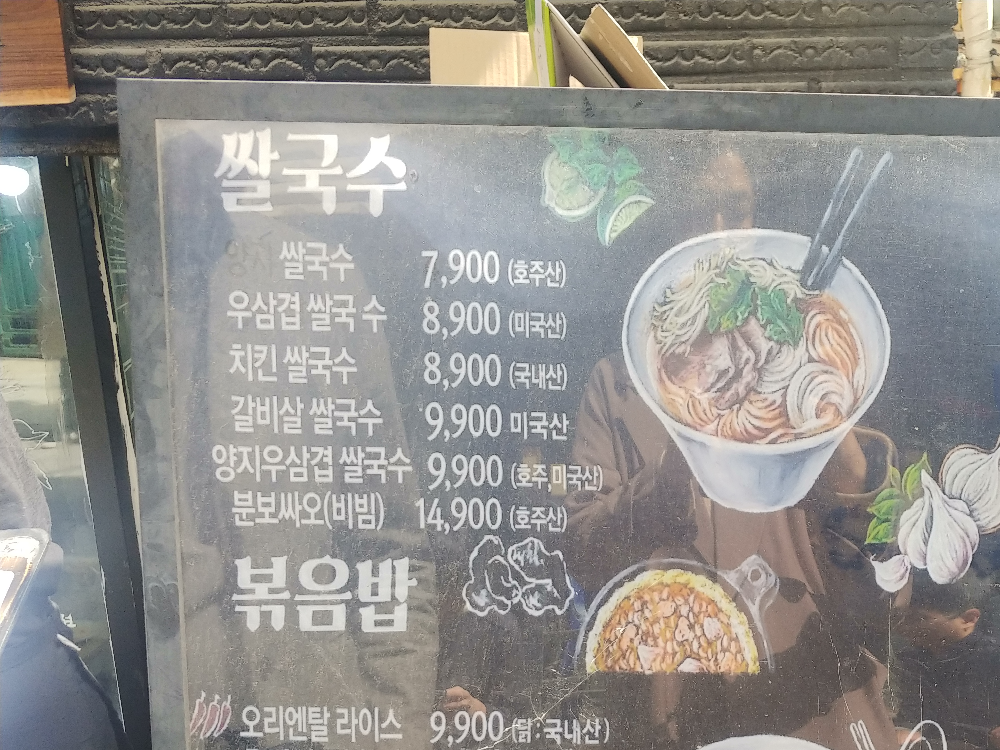 쌀국수
양지 쌀국수 7,900 (호주산)
우삼겹 쌀국 수 8,900 (미국산)
치킨 쌀국수 8,900 (국내산)
갈비살 쌀국수 9,900 미국산
양지우삼겹 쌀국수 9,900 (호주,미국산)
분보싸오(비빔) 14,900 (호주산)
볶음밥
오리엔탈 라이스 9,900 (닭:국내산)